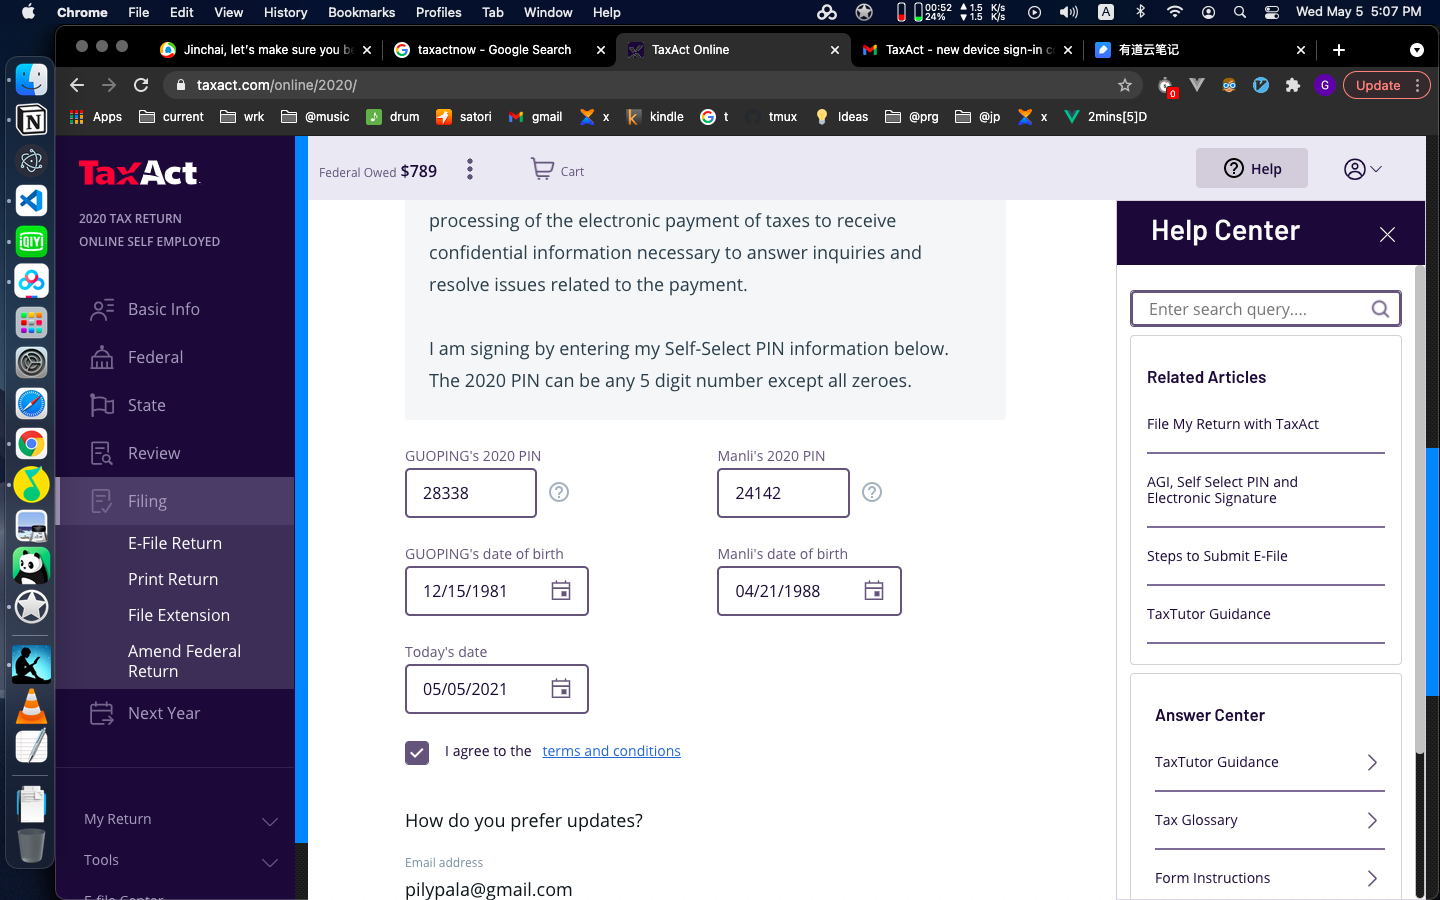 Chrome File Edit View History Bookmarks Profiles Tab Window Help 00:52 24% 1.5 K/s 1.5 K/s A Wed May 5 5:07 PM
Jinchai, let's make sure you be
taxactnow - Google Search
TaxAct Online
TaxAct - new device sign-in c
有道云笔记
taxact.com/online/2020/
0
G
Update
Apps
current
wrk
@music
drum
satori
gmail
x
kindle
t
tmux
Ideas
@prg
@jp
x
2mins[5]D
TaxAct.
2020 TAX RETURN
ONLINE SELF EMPLOYED
Basic Info
Federal
State
Review
Filing
E-File Return
Print Return
File Extension
Amend Federal
Return
Next Year
My Return
Tools
E-file Center
Federal Owed $789
Cart
Help
processing of the electronic payment of taxes to receive
confidential information necessary to answer inquiries and
resolve issues related to the payment.
I am signing by entering my Self-Select PIN information below.
The 2020 PIN can be any 5 digit number except all zeroes.
GUOPING's 2020 PIN
28338
Manli's 2020 PIN
24142
GUOPING's date of birth
12/15/1981
Manli's date of birth
04/21/1988
Today's date
05/05/2021
I agree to the terms and conditions
How do you prefer updates?
Email address
pilypala@gmail.com
Help Center
Enter search query....
Related Articles
File My Return with TaxAct
AGI, Self Select PIN and
Electronic Signature
Steps to Submit E-File
TaxTutor Guidance
Answer Center
TaxTutor Guidance
Tax Glossary
Form Instructions
iQIYI